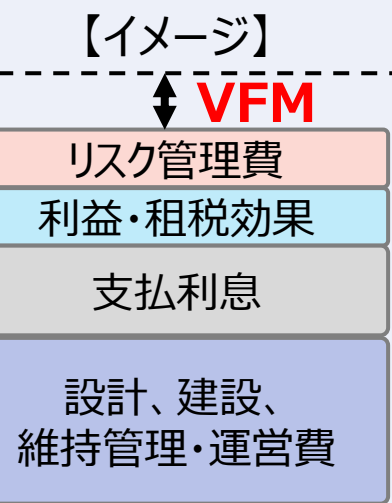 【イメージ】
VFM
リスク管理費
利益・租税効果
支払利息
設計、建設、
維持管理・運営費